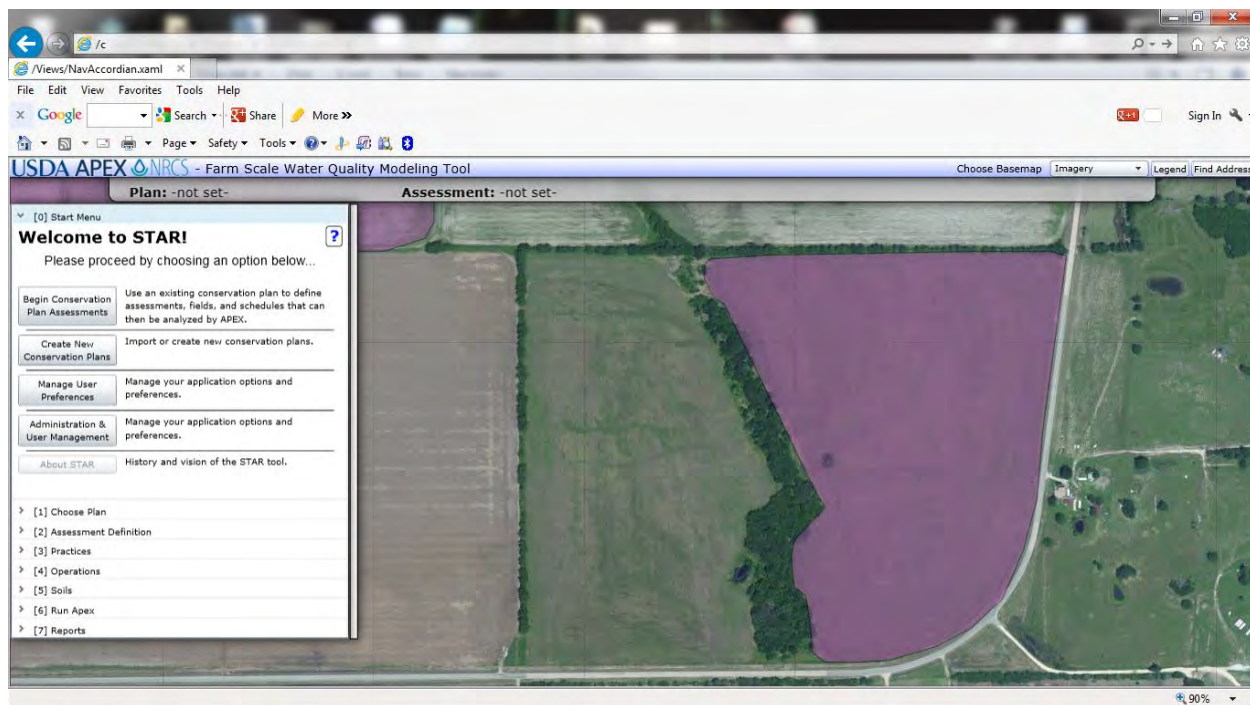 /c
/Views/NavAccordian.xaml ×
File Edit View Favorites Tools Help
x Google Search Share More >>
g+1 Sign In
Page Safety Tools
USDA APEX NRCS - Farm Scale Water Quality Modeling Tool
Choose Basemap Imagery Legend Find Address
Plan: -not set- Assessment: -not set-
[0] Start Menu
Welcome to STAR! ?
Please proceed by choosing an option below...
Begin Conservation Plan Assessments
Use an existing conservation plan to define
assessments, fields, and schedules that can
then be analyzed by APEX.
Create New Conservation Plans
Import or create new conservation plans.
Manage User Preferences
Manage your application options and
preferences.
Administration & User Management
Manage your application options and
preferences.
About STAR
History and vision of the STAR tool.
[1] Choose Plan
[2] Assessment Definition
[3] Practices
[4] Operations
[5] Soils
[6] Run Apex
[7] Reports
90%